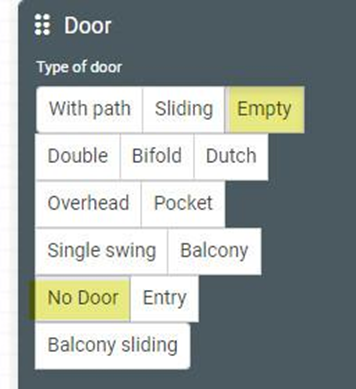 Door
Type of door
With path Sliding Empty
Double Bifold Dutch
Overhead Pocket
Single swing Balcony
No Door Entry
Balcony sliding